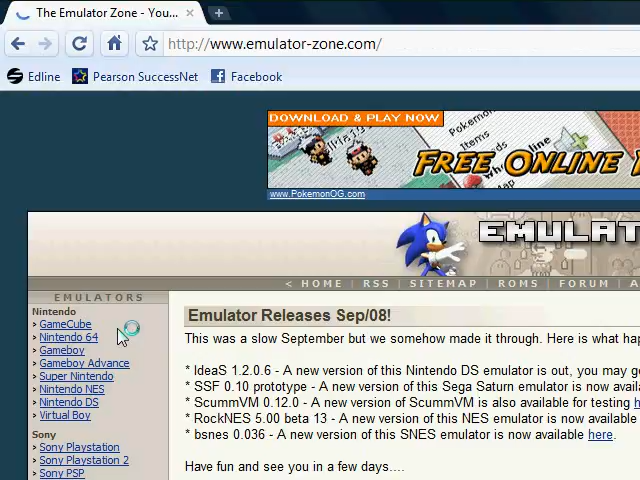 The Emulator Zone - You...
http://www.emulator-zone.com/
Edline Pearson SuccessNet Facebook
DOWNLOAD & PLAY NOW
Pokemon
Items
FREE ONLINE
Map
www.PokemonOG.com
EMULAT
< HOME | RSS | SITEMAP | ROMS | FORUM | A
EMULATORS
Nintendo
GameCube
Nintendo 64
Gameboy
Gameboy Advance
Super Nintendo
Nintendo NES
Nintendo DS
Virtual Boy
Sony
Sony Playstation
Sony Playstation 2
Sony PSP
Emulator Releases Sep/08!
This was a slow September but we somehow made it through. Here is what hap
* IdeaS 1.2.0.6 - A new version of this Nintendo DS emulator is out, you may ge
* SSF 0.10 prototype - A new version of this Sega Saturn emulator is now availa
* ScummVM 0.12.0 - A new version of ScummVM is also available for testing h
* RockNES 5.00 beta 13 - A new version of this NES emulator is now available
* bsnes 0.036 - A new version of this SNES emulator is now available here.
Have fun and see you in a few days....